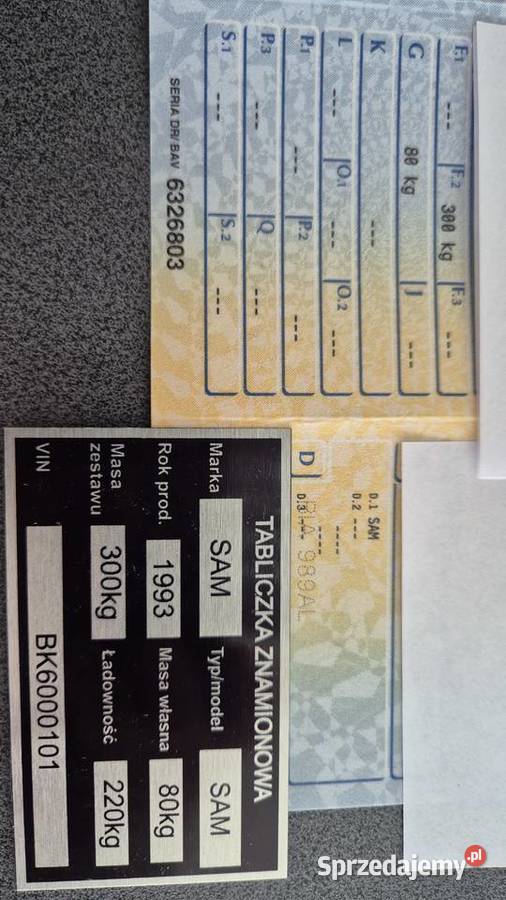 F.1 --- F.2 300 kg F.3 ---
G 80 kg J ---
K ---
L --- O.1 --- O.2 ---
P.1 --- P.2 ---
P.3 --- Q ---
S.1 --- S.2 ---
SERIA DR/ BAV 6326803
D.1 SAM
D.2 ---
----
D D.3 ----
989AL
TABLICZKA ZNAMIONOWA
Marka SAM Typ/model SAM
Rok prod. 1993 Masa własna 80kg
Masa zestawu 300kg Ładowność 220kg
VIN BK6000101
Sprzedajemy.pl